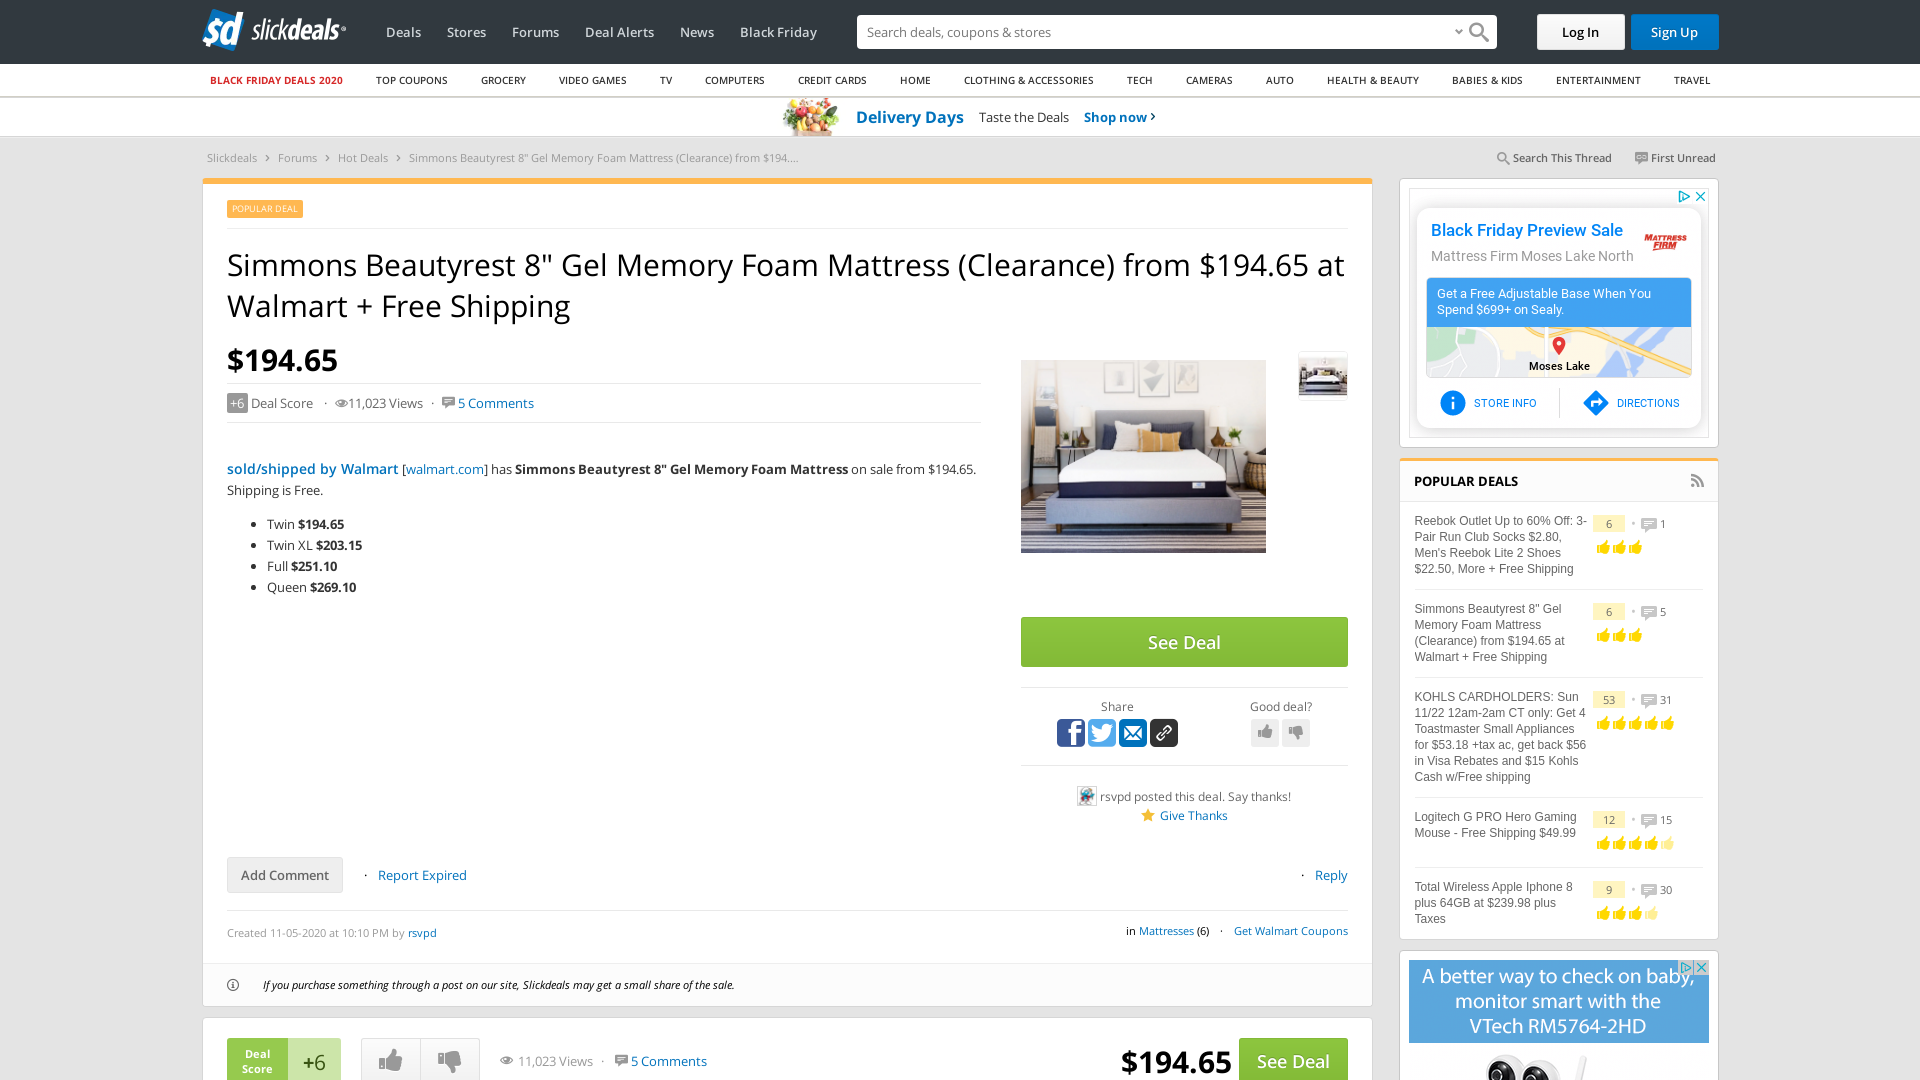 slickdeals
Deals Stores Forums Deal Alerts News Black Friday
Search deals, coupons & stores
Log In Sign Up
BLACK FRIDAY DEALS 2020 TOP COUPONS GROCERY VIDEO GAMES TV COMPUTERS CREDIT CARDS HOME CLOTHING & ACCESSORIES TECH CAMERAS AUTO HEALTH & BEAUTY BABIES & KIDS ENTERTAINMENT TRAVEL
Delivery Days Taste the Deals Shop now
Slickdeals › Forums › Hot Deals › Simmons Beautyrest 8" Gel Memory Foam Mattress (Clearance) from $194....
Search This Thread First Unread
POPULAR DEAL
Simmons Beautyrest 8" Gel Memory Foam Mattress (Clearance) from $194.65 at
Walmart + Free Shipping
$194.65
+6 Deal Score · 11,023 Views · 5 Comments
sold/shipped by Walmart [walmart.com] has Simmons Beautyrest 8" Gel Memory Foam Mattress on sale from $194.65.
Shipping is Free.
• Twin $194.65
• Twin XL $203.15
• Full $251.10
• Queen $269.10
See Deal
Share
Good deal?
rsvpd posted this deal. Say thanks!
Give Thanks
Add Comment · Report Expired
· Reply
Created 11-05-2020 at 10:10 PM by rsvpd
in Mattresses (6) · Get Walmart Coupons
If you purchase something through a post on our site, Slickdeals may get a small share of the sale.
Deal
Score
+6
11,023 Views · 5 Comments
$194.65
See Deal
Black Friday Preview Sale
Mattress Firm Moses Lake North
MATTRESS
FIRM
Get a Free Adjustable Base When You
Spend $699+ on Sealy.
Moses Lake
STORE INFO
DIRECTIONS
POPULAR DEALS
Reebok Outlet Up to 60% Off: 3-
Pair Run Club Socks $2.80,
Men's Reebok Lite 2 Shoes
$22.50, More + Free Shipping
6 • 1
Simmons Beautyrest 8" Gel
Memory Foam Mattress
(Clearance) from $194.65 at
Walmart + Free Shipping
6 • 5
KOHLS CARDHOLDERS: Sun
11/22 12am-2am CT only: Get 4
Toastmaster Small Appliances
for $53.18 +tax ac, get back $56
in Visa Rebates and $15 Kohls
Cash w/Free shipping
53 • 31
Logitech G PRO Hero Gaming
Mouse - Free Shipping $49.99
12 • 15
Total Wireless Apple Iphone 8
plus 64GB at $239.98 plus
Taxes
9 • 30
A better way to check on baby,
monitor smart with the
VTech RM5764-2HD